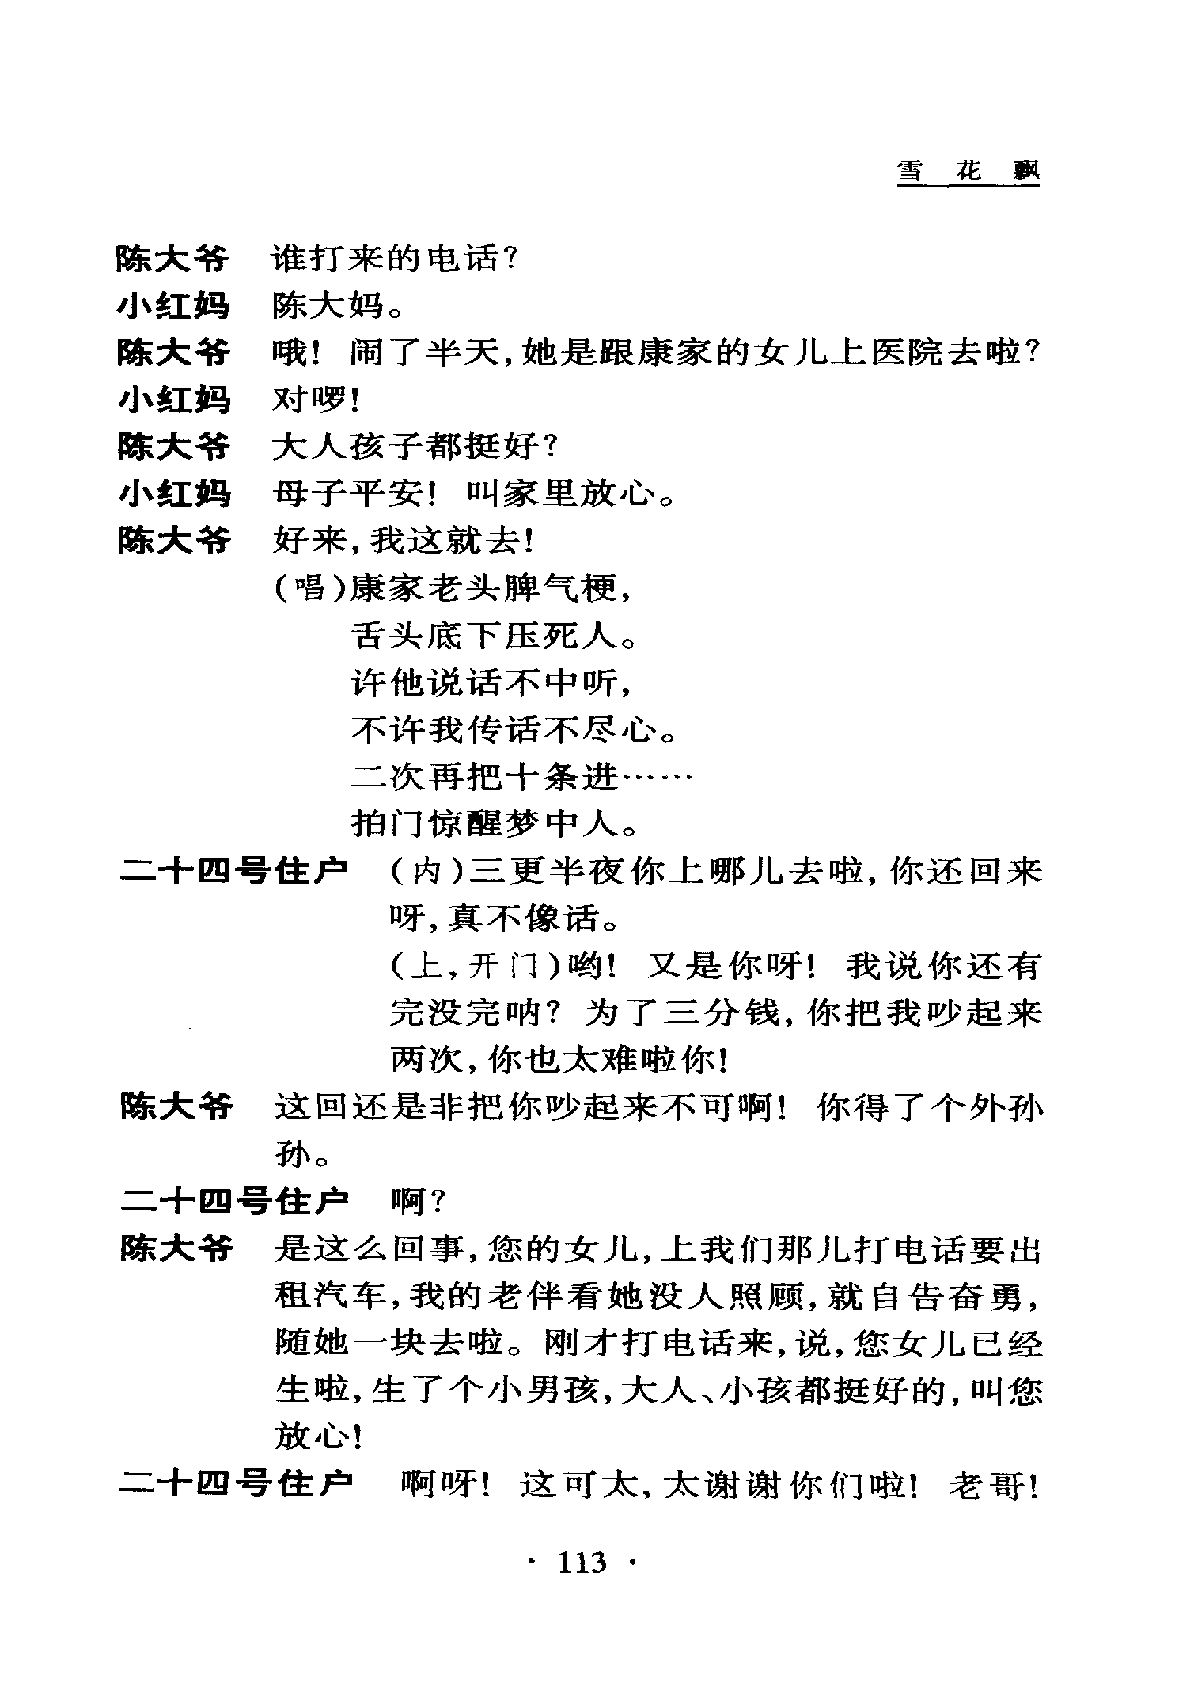 雪花飘
陈大爷 谁打来的电话?
小红妈 陈大妈。
陈大爷 哦! 闹了半天,她是跟康家的女儿上医院去啦?
小红妈 对啰!
陈大爷 大人孩子都挺好?
小红妈 母子平安! 叫家里放心。
陈大爷 好来,我这就去!
(唱)康家老头脾气梗,
舌头底下压死人。
许他说话不中听,
不许我传话不尽心。
二次再把十条进……
拍门惊醒梦中人。
二十四号住户 (内)三更半夜你上哪儿去啦,你还回来
呀,真不像话。
(上,开门)哟! 又是你呀! 我说你还有
完没完呐? 为了三分钱,你把我吵起来
两次,你也太难啦你!
陈大爷 这回还是非把你吵起来不可啊! 你得了个外孙
孙。
二十四号住户 啊?
陈大爷 是这么回事,您的女儿,上我们那儿打电话要出
租汽车,我的老伴看她没人照顾,就自告奋勇,
随她一块去啦。刚才打电话来,说,您女儿已经
生啦,生了个小男孩,大人、小孩都挺好的,叫您
放心!
二十四号住户 啊呀! 这可太,太谢谢你们啦! 老哥!
· 113 ·